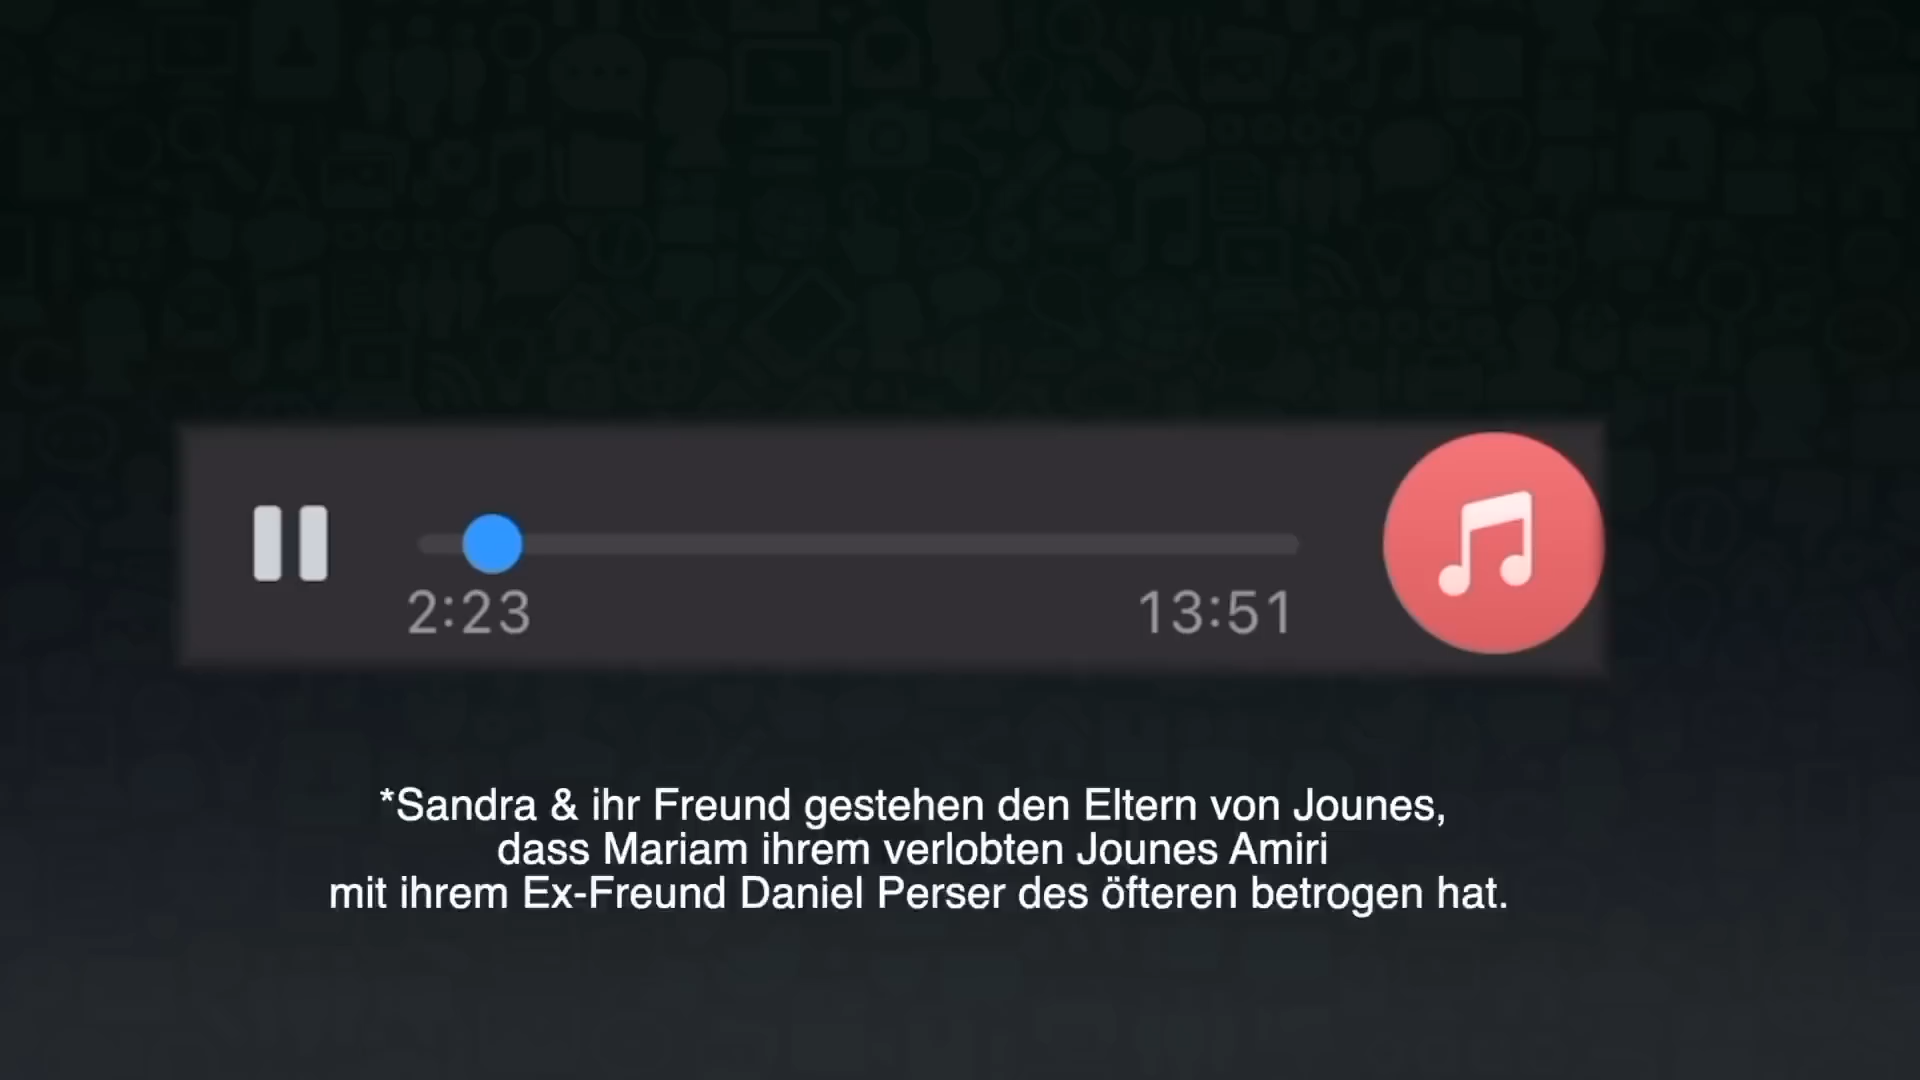 2:23
13:51
*Sandra & ihr Freund gestehen den Eltern von Jounes,
dass Mariam ihrem verlobten Jounes Amiri
mit ihrem Ex-Freund Daniel Perser des öfteren betrogen hat.